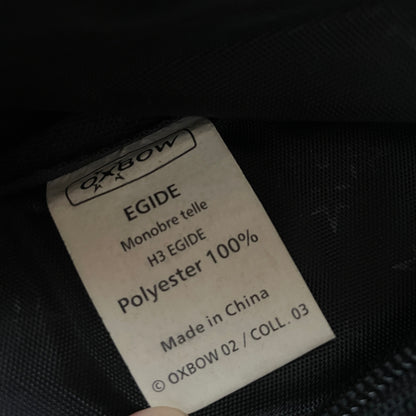 OXBOW
EGIDE
Monobre telle
H3 EGIDE
Polyester 100%
Made in China
© OXBOW 02 / COLL. 03